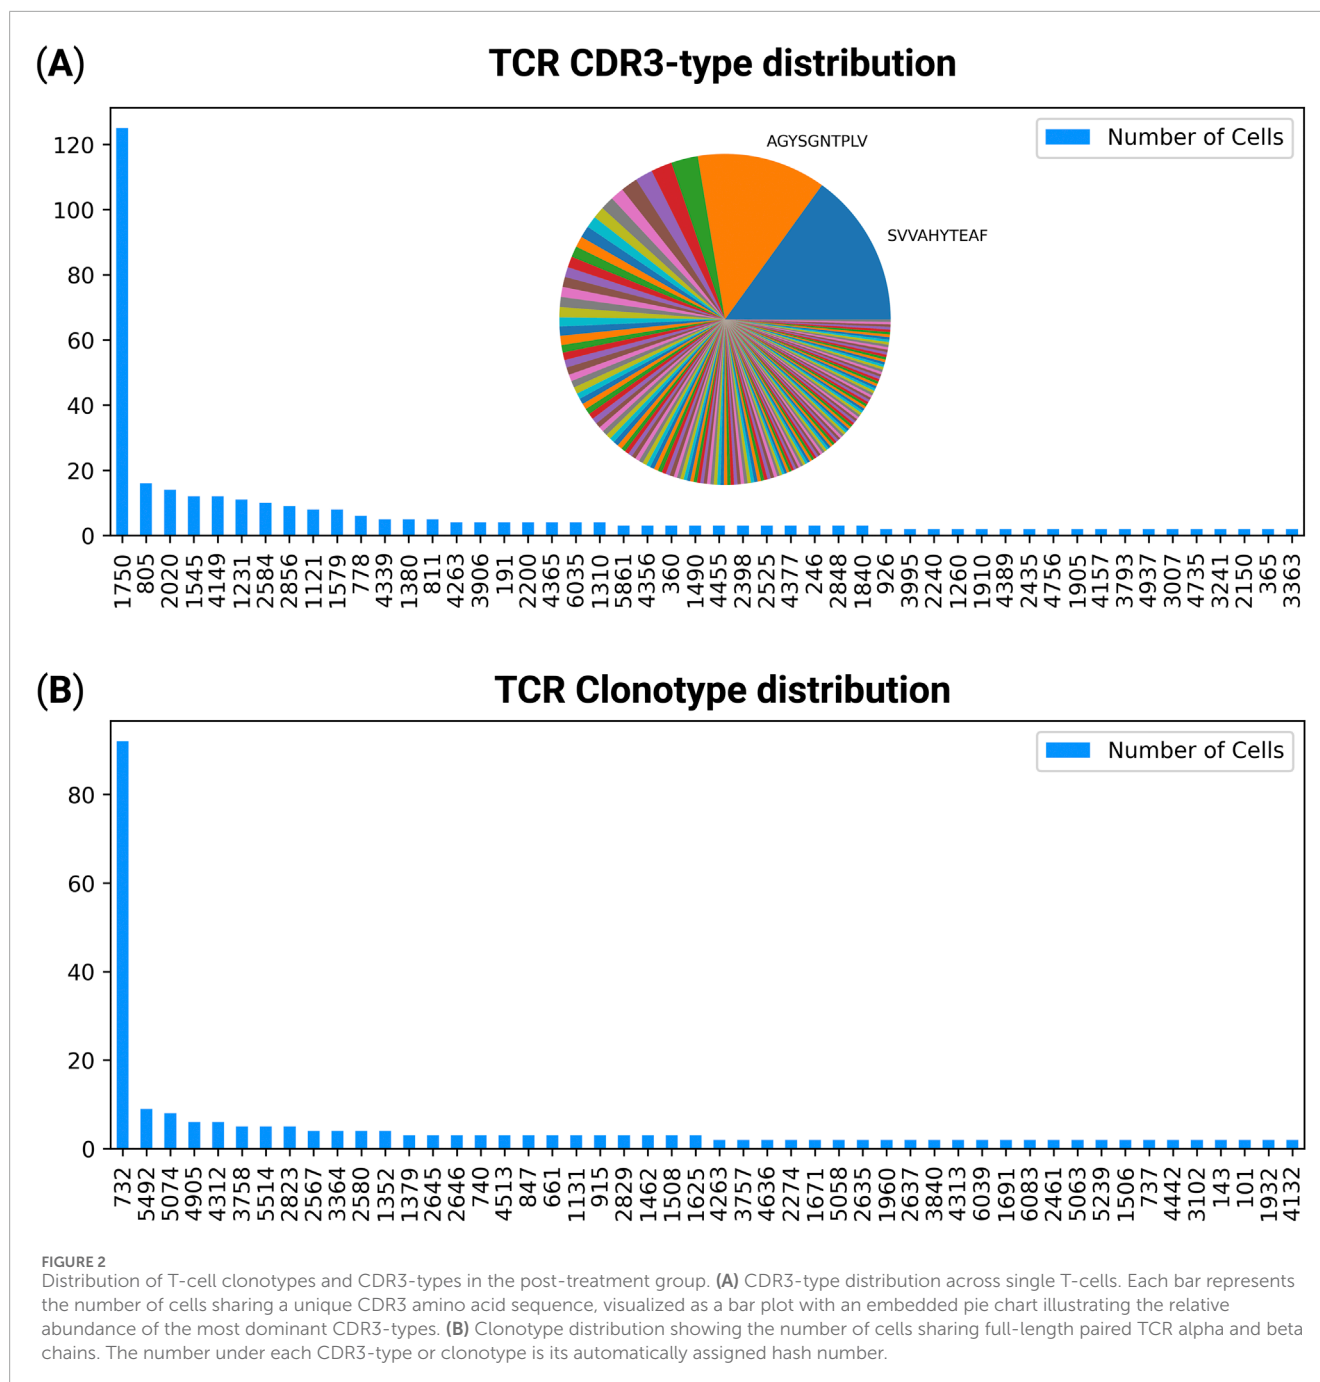 (A)
TCR CDR3-type distribution
Number of Cells
AGYSGNTPLV
SVVAHYTEAF
120
100
80
60
40
20
0
1750 805 2020 1545 4149 1231 2584 2856 1121 1579 778 4339 1380 811 4263 3906 191 2200 4365 6035 1310 5861 4356 360 1490 4455 2398 2525 4377 246 2848 1840 926 3995 2240 1260 1910 4389 2435 4756 1905 4157 3793 4937 3007 4735 3241 2150 365 3363
(B)
TCR Clonotype distribution
Number of Cells
80
60
40
20
0
732 5492 5074 4905 4312 3758 5514 2823 2567 3364 2580 1352 1379 2645 2646 740 4513 847 661 1131 915 2829 1462 1508 1625 4263 3757 4636 2274 1671 5058 2635 1960 2637 3840 4313 6039 1691 6083 2461 5063 5239 1506 737 4442 3102 143 101 1932 4132
FIGURE 2
Distribution of T-cell clonotypes and CDR3-types in the post-treatment group. (A) CDR3-type distribution across single T-cells. Each bar represents
the number of cells sharing a unique CDR3 amino acid sequence, visualized as a bar plot with an embedded pie chart illustrating the relative
abundance of the most dominant CDR3-types. (B) Clonotype distribution showing the number of cells sharing full-length paired TCR alpha and beta
chains. The number under each CDR3-type or clonotype is its automatically assigned hash number.